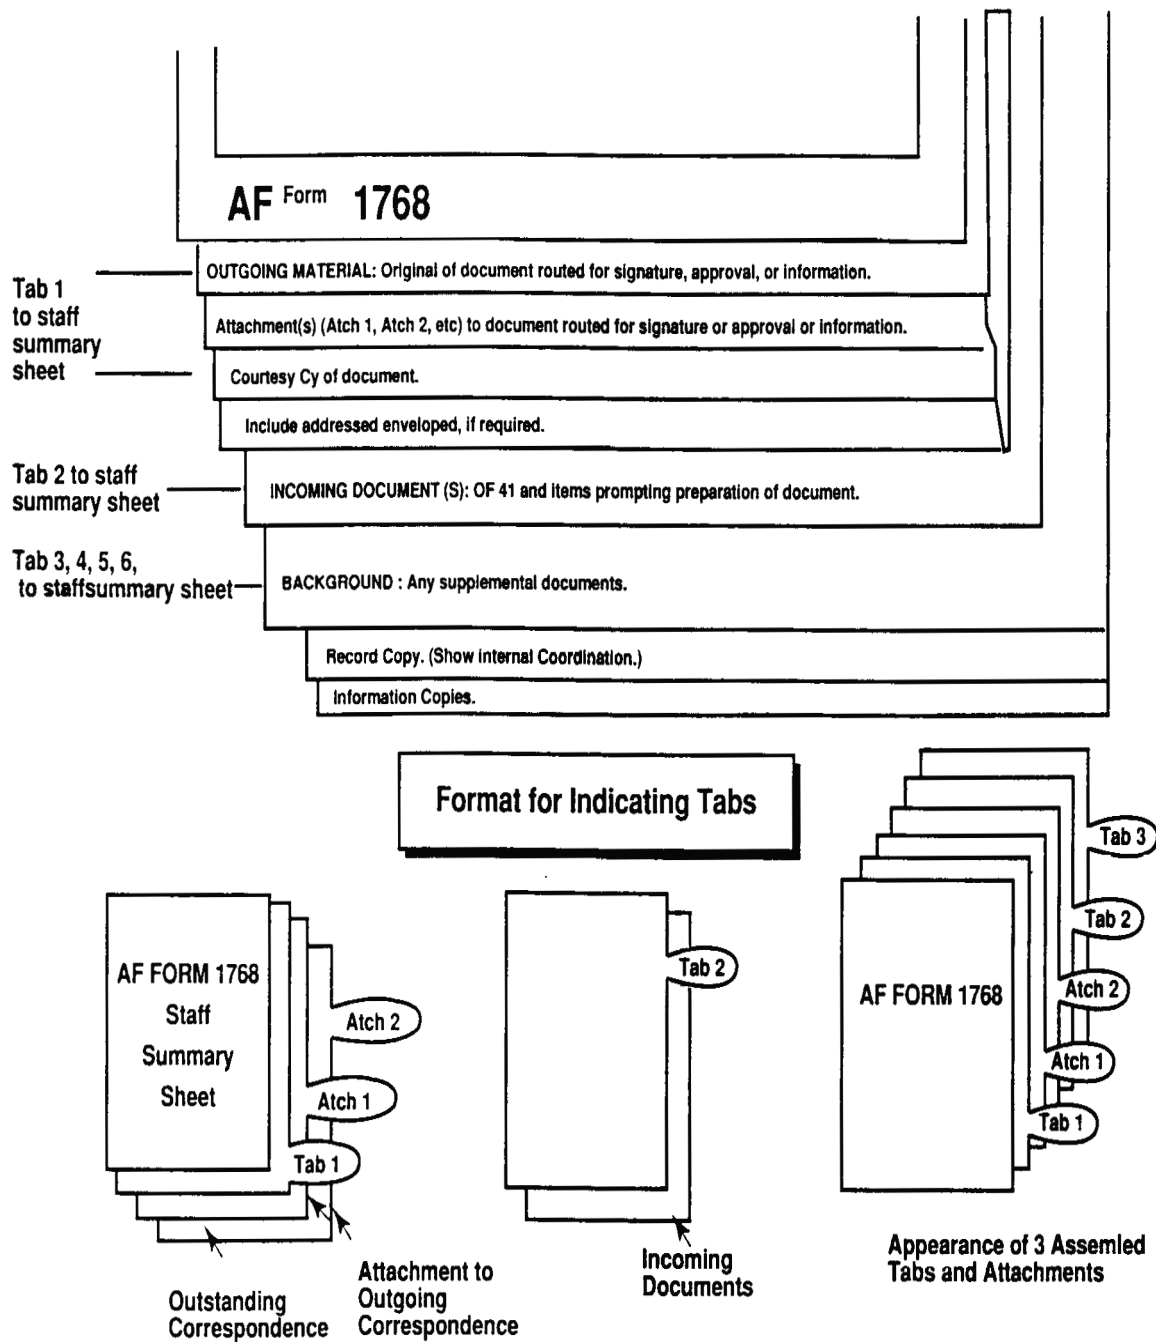 AF Form 1768
OUTGOING MATERIAL: Original of document routed for signature, approval, or information.
Tab 1
to staff
summary
sheet
Attachment(s) (Atch 1, Atch 2, etc) to document routed for signature or approval or information.
Courtesy Cy of document.
Include addressed enveloped, if required.
Tab 2 to staff
summary sheet
INCOMING DOCUMENT (S): OF 41 and items prompting preparation of document.
Tab 3, 4, 5, 6,
to staffsummary sheet
BACKGROUND : Any supplemental documents.
Record Copy. (Show Internal Coordination.)
Information Copies.
Format for Indicating Tabs
AF FORM 1768
Staff
Summary
Sheet
Atch 2
Atch 1
Tab 1
Outstanding
Correspondence
Attachment to
Outgoing
Correspondence
Tab 2
Incoming
Documents
Tab 3
Tab 2
Atch 2
AF FORM 1768
Atch 1
Tab 1
Appearance of 3 Assemled
Tabs and Attachments